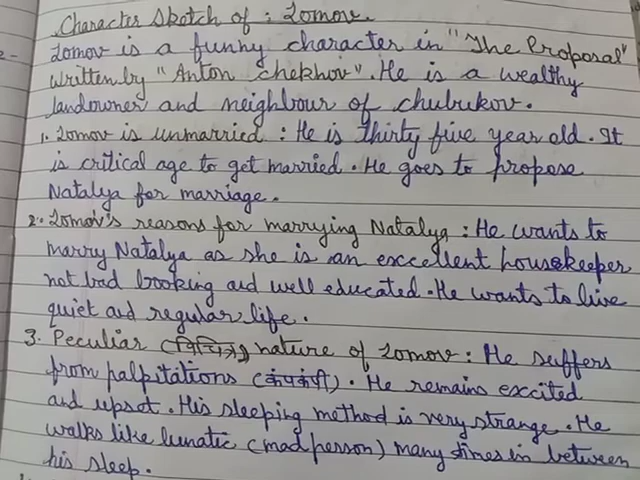 Character Sketch of : Lomov.
Lomov is a funny character in "The Proposal"
written by "Anton Chekhov". He is a wealthy
landowner and neighbour of chubukov.
1. Lomov is unmarried : He is thirty five year old. It
is critical age to get married. He goes to propose
Natalya for marriage.
2. Lomov's reasons for marrying Natalya : He wants to
marry Natalya as she is an excellent housekeeper
not bad looking and well educated. He wants to live
quiet and regular life.
3. Peculiar (विचित्र) nature of Lomov : He suffers
from palpitations (कंपकंपी). He remains excited
and upset. His sleeping method is very strange. He
walks like lunatic (mad person) many times in between
his sleep.